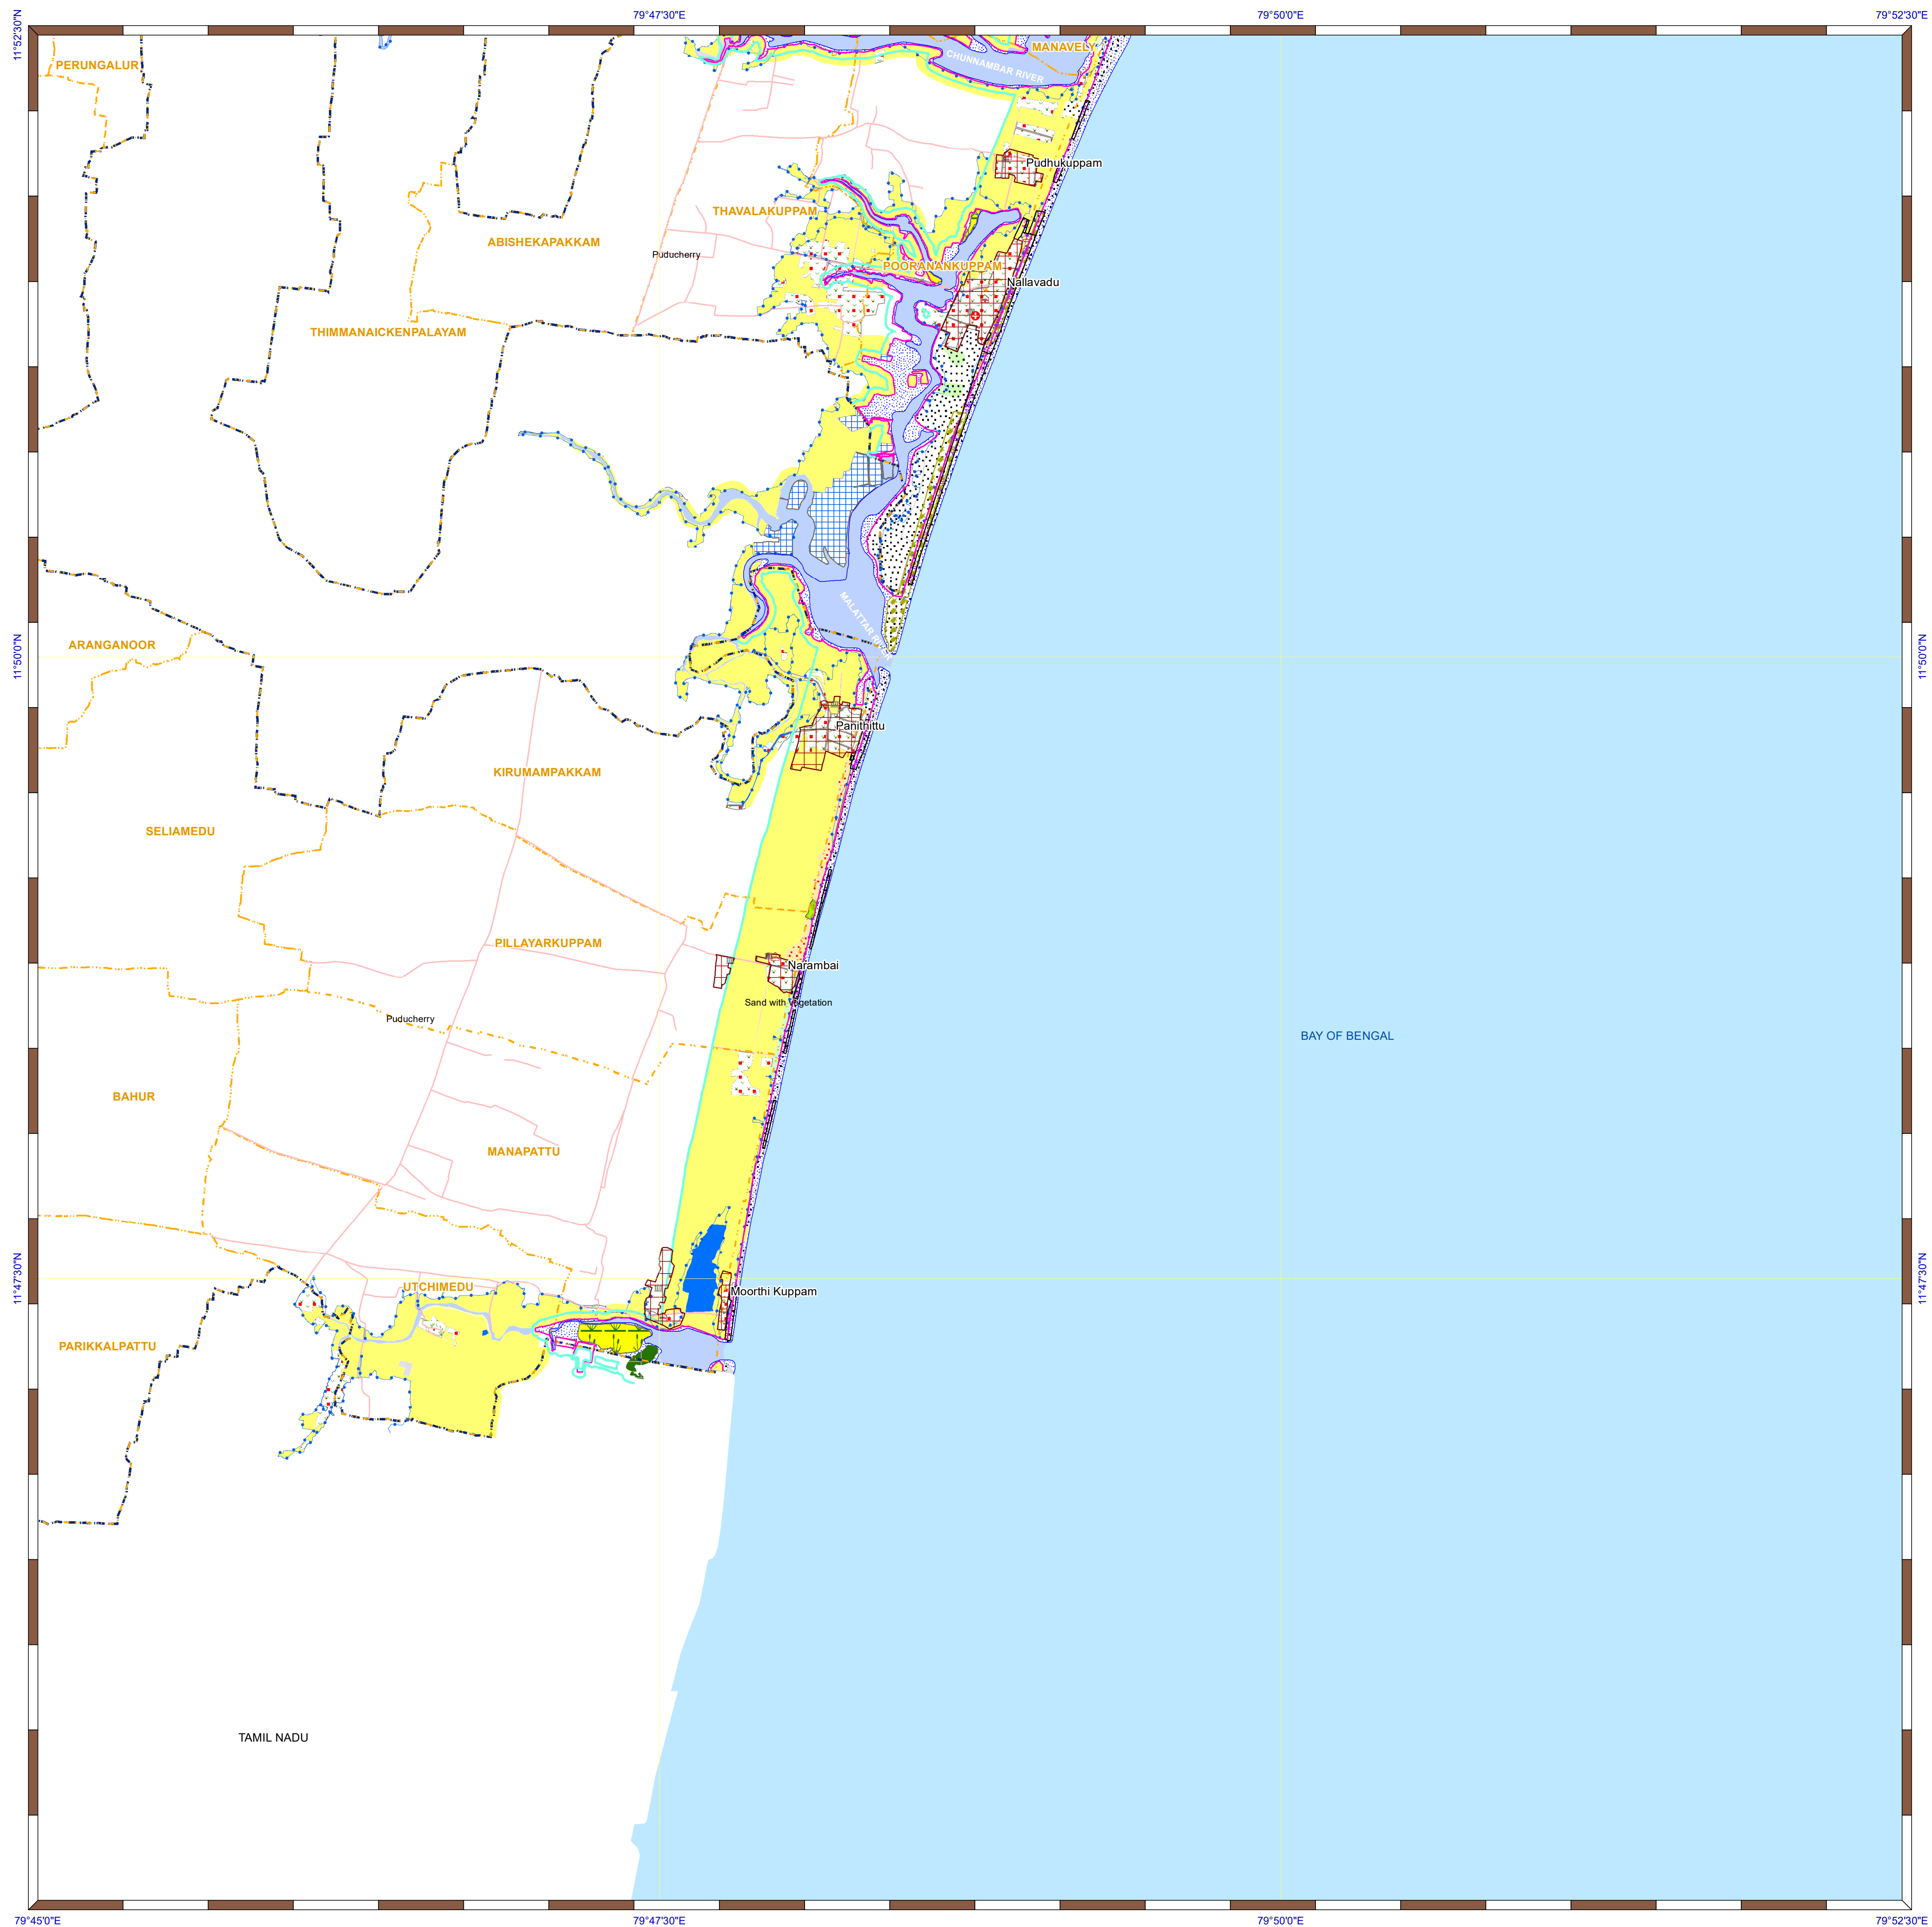 79°47'30"E
79°50'0"E
79°52'30"E
11°52'30"N
MANAVELY
CHUNNAMBAR RIVER
PERUNGALUR
Pudhukuppam
THAVALAKUPPAM
ABISHEKAPAKKAM
Puducherry
POORANANKUPPAM
Nallavadu
THIMMANAICKENPALAYAM
MALATTAR RIVER
ARANGANOOR
11°50'0"N
11°50'0"N
Panithittu
KIRUMAMPAKKAM
SELIAMEDU
PILLAYARKUPPAM
Narambai
Sand with Vegetation
Puducherry
BAY OF BENGAL
BAHUR
MANAPATTU
11°47'30"N
11°47'30"N
UTCHIMEDU
Moorthi Kuppam
PARIKKALPATTU
TAMIL NADU
79°45'0"E
79°47'30"E
79°50'0"E
79°52'30"E